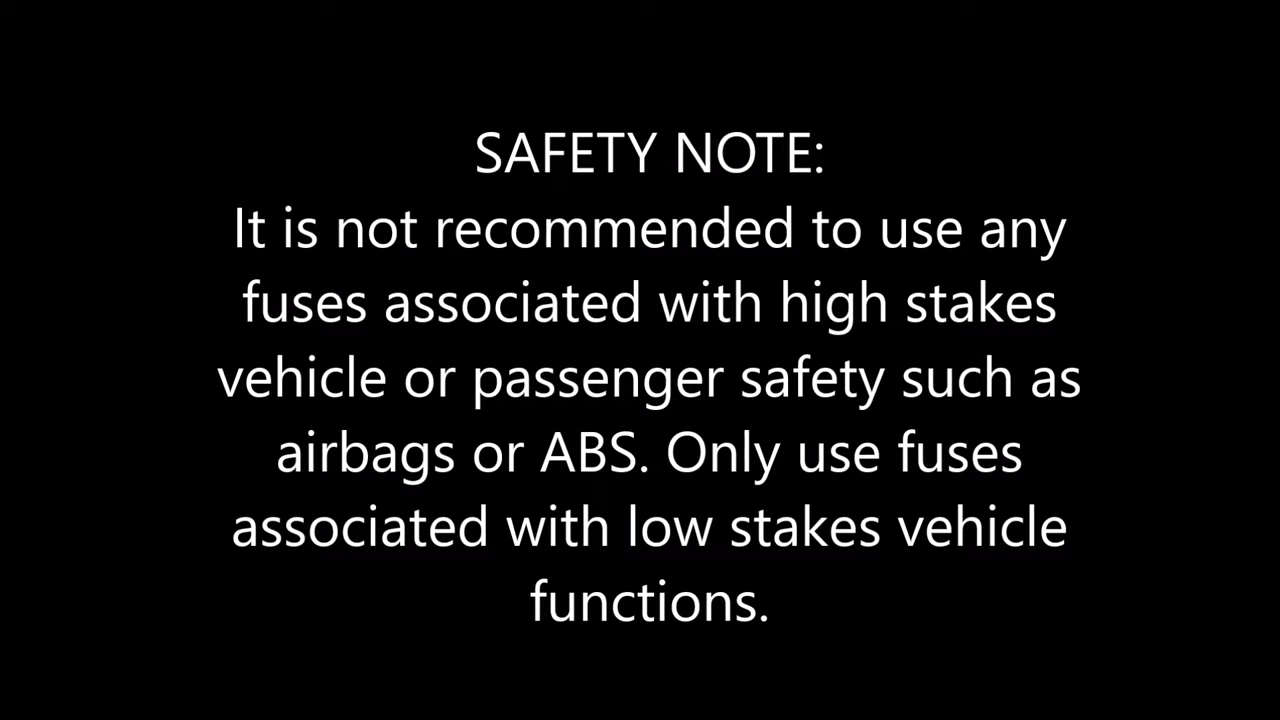 SAFETY NOTE:
It is not recommended to use any
fuses associated with high stakes
vehicle or passenger safety such as
airbags or ABS. Only use fuses
associated with low stakes vehicle
functions.